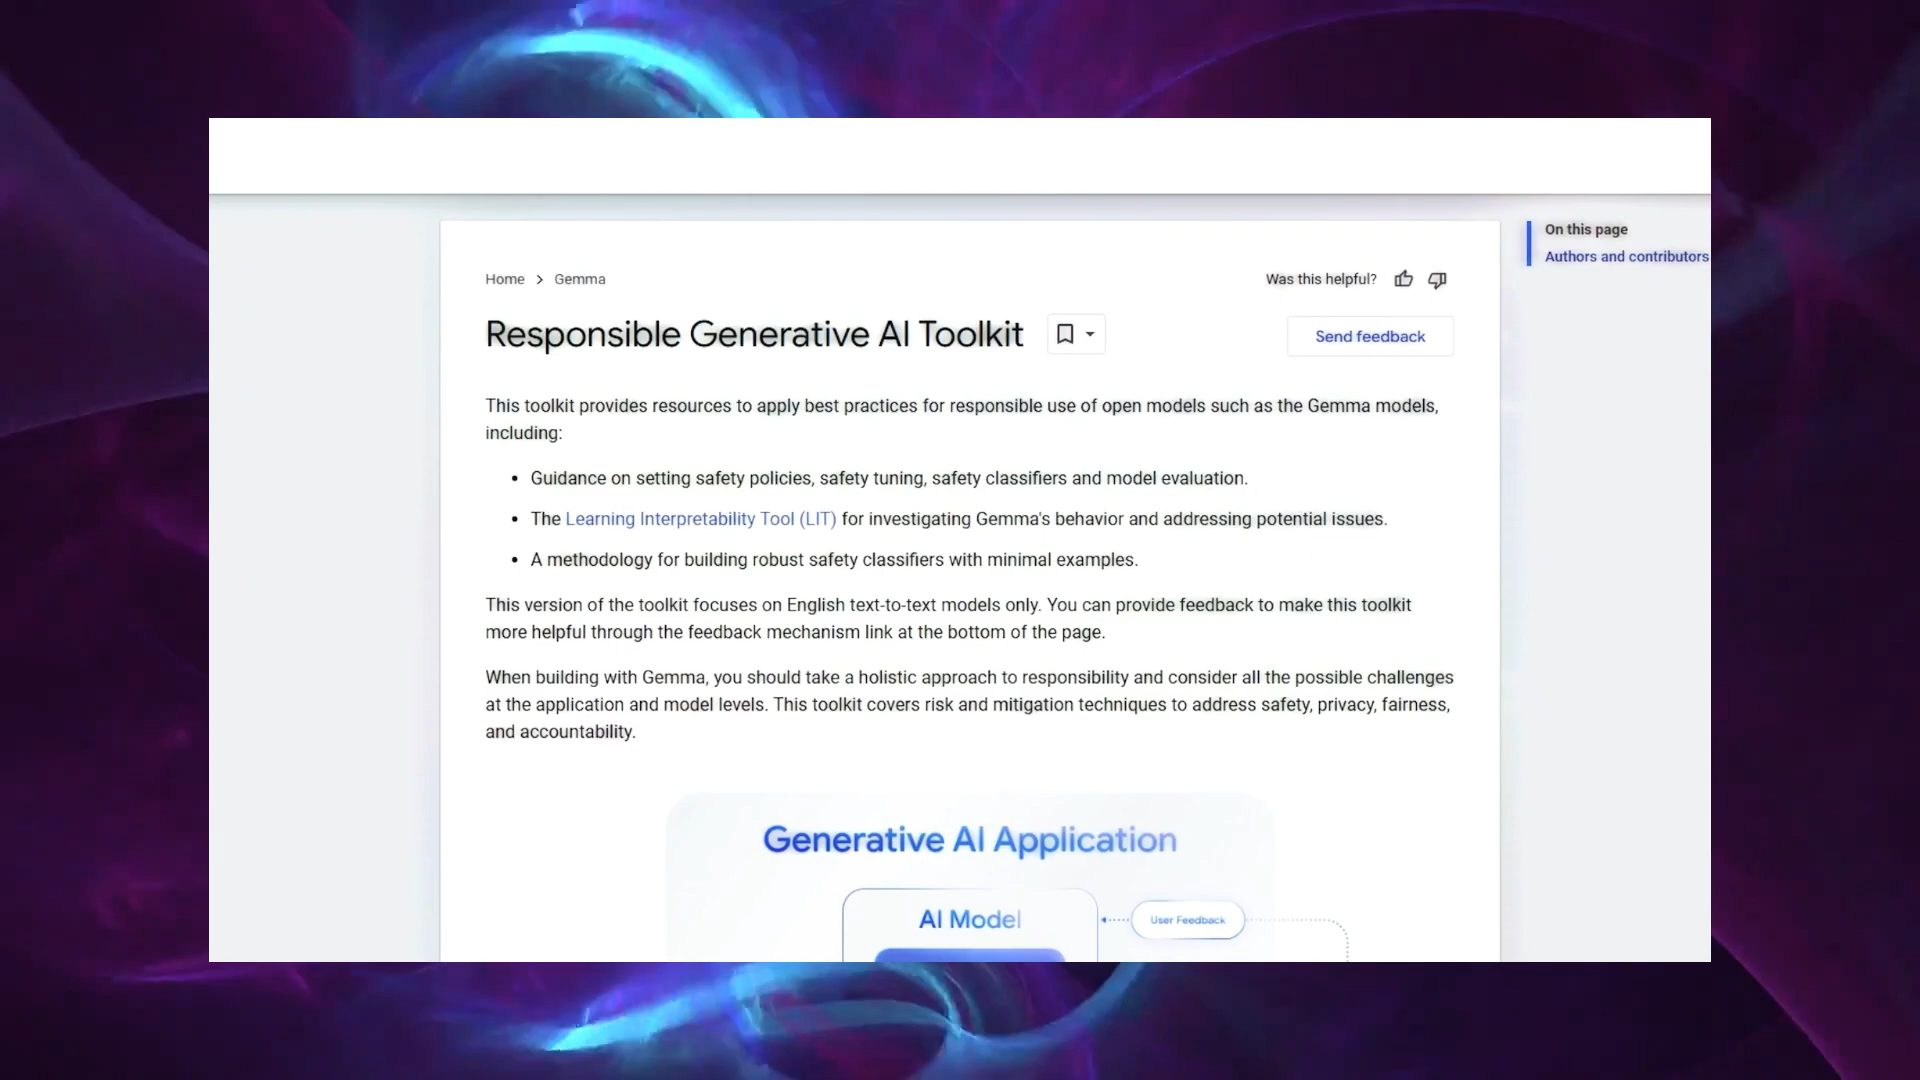 On this page
Authors and contributors
Home > Gemma
Was this helpful?
Responsible Generative AI Toolkit
Send feedback
This toolkit provides resources to apply best practices for responsible use of open models such as the Gemma models,
including:
• Guidance on setting safety policies, safety tuning, safety classifiers and model evaluation.
• The Learning Interpretability Tool (LIT) for investigating Gemma's behavior and addressing potential issues.
• A methodology for building robust safety classifiers with minimal examples.
This version of the toolkit focuses on English text-to-text models only. You can provide feedback to make this toolkit
more helpful through the feedback mechanism link at the bottom of the page.
When building with Gemma, you should take a holistic approach to responsibility and consider all the possible challenges
at the application and model levels. This toolkit covers risk and mitigation techniques to address safety, privacy, fairness,
and accountability.
Generative AI Application
AI Model
User Feedback